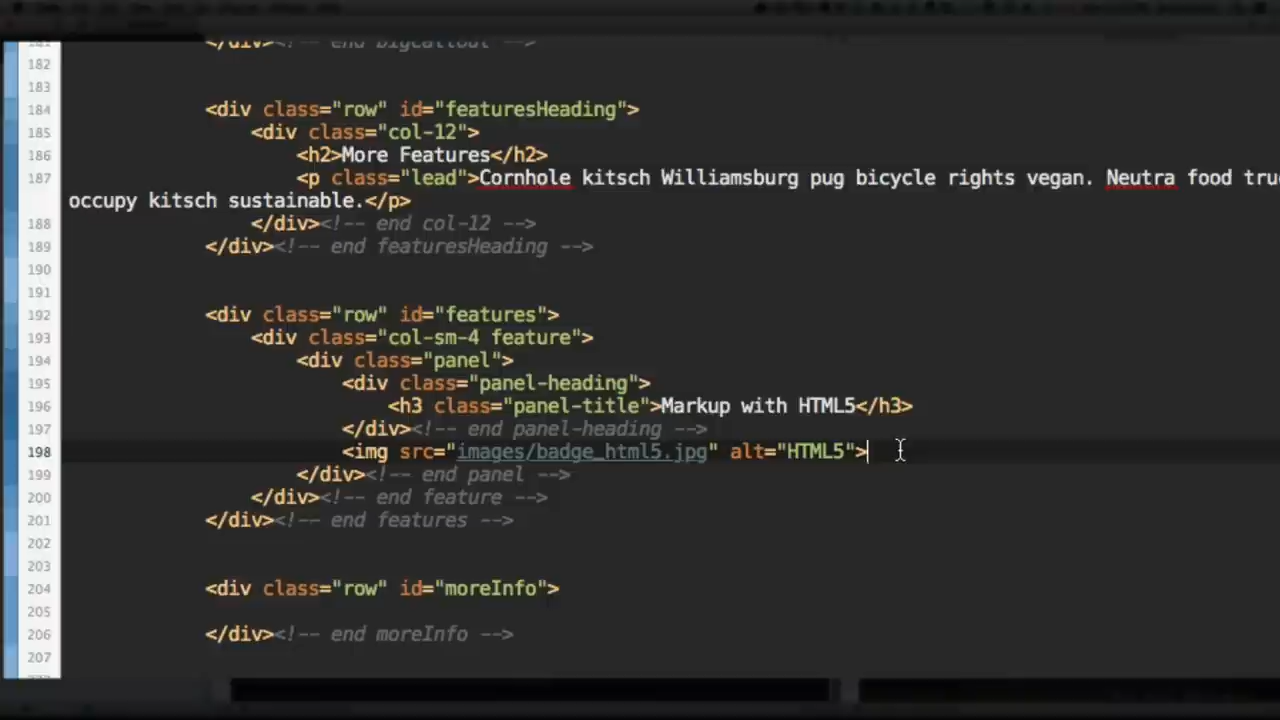 181 </div><!-- end bigCallout -->
182
183
184 <div class="row" id="featuresHeading">
185 <div class="col-12">
186 <h2>More Features</h2>
187 <p class="lead">Cornhole kitsch Williamsburg pug bicycle rights vegan. Neutra food
occupy kitsch sustainable.</p>
188 </div><!-- end col-12 -->
189 </div><!-- end featuresHeading -->
190
191
192 <div class="row" id="features">
193 <div class="col-sm-4 feature">
194 <div class="panel">
195 <div class="panel-heading">
196 <h3 class="panel-title">Markup with HTML5</h3>
197 </div><!-- end panel-heading -->
198 <img src="images/badge_html5.jpg" alt="HTML5">
199 </div><!-- end panel -->
200 </div><!-- end feature -->
201 </div><!-- end features -->
202
203
204 <div class="row" id="moreInfo">
205
206 </div><!-- end moreInfo -->
207